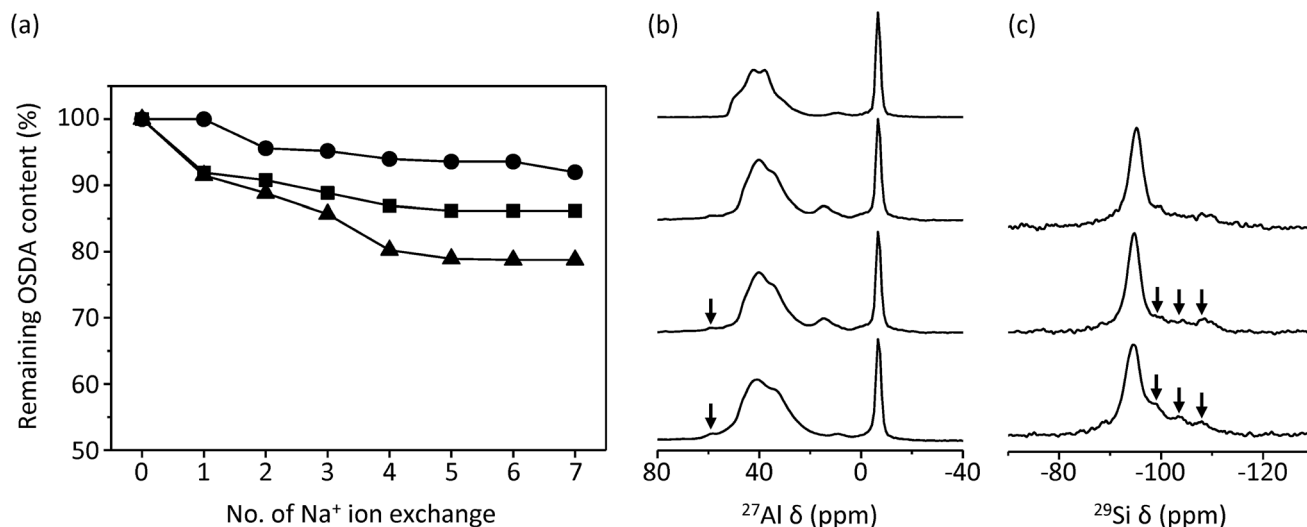 (a)
Remaining OSDA content (%)
100
90
80
70
60
50
0 1 2 3 4 5 6 7
No. of Na⁺ ion exchange
(b)
80 40 0 -40
²⁷Al δ (ppm)
(c)
-80 -100 -120
²⁹Si δ (ppm)